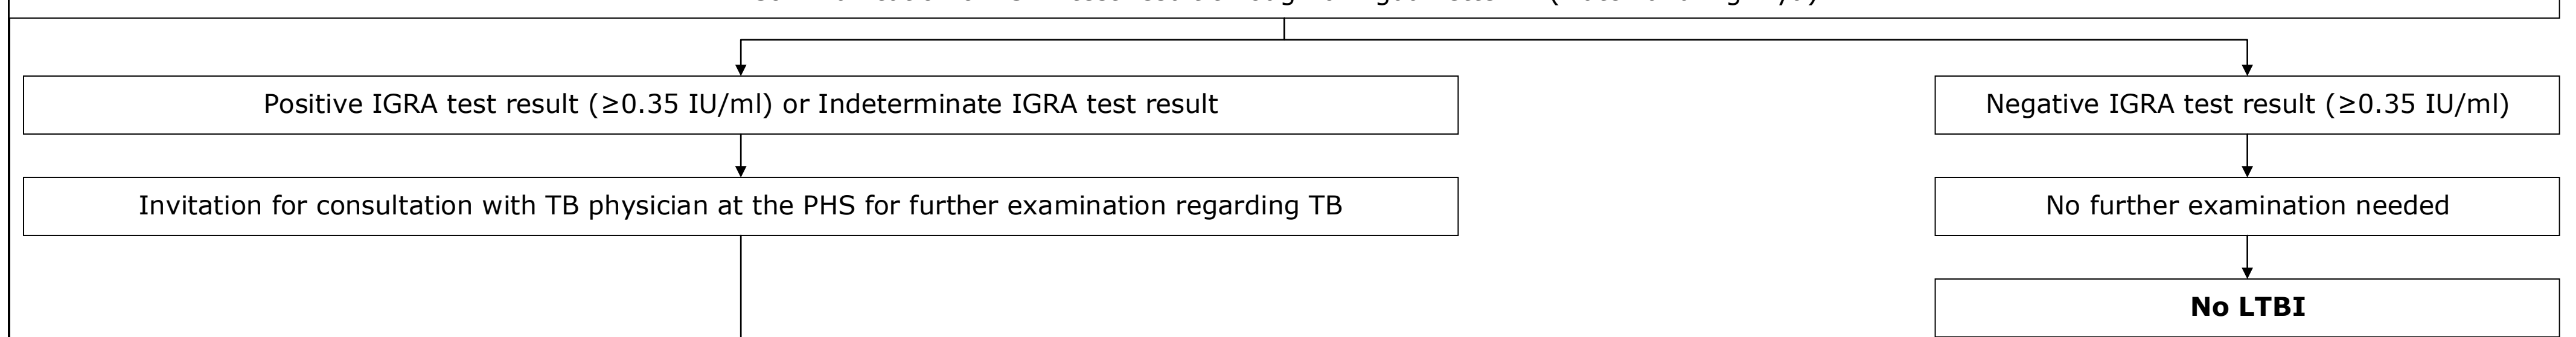 Positive IGRA test result (≥0.35 IU/ml) or Indeterminate IGRA test result
Negative IGRA test result (≥0.35 IU/ml)
Invitation for consultation with TB physician at the PHS for further examination regarding TB
No further examination needed
No LTBI